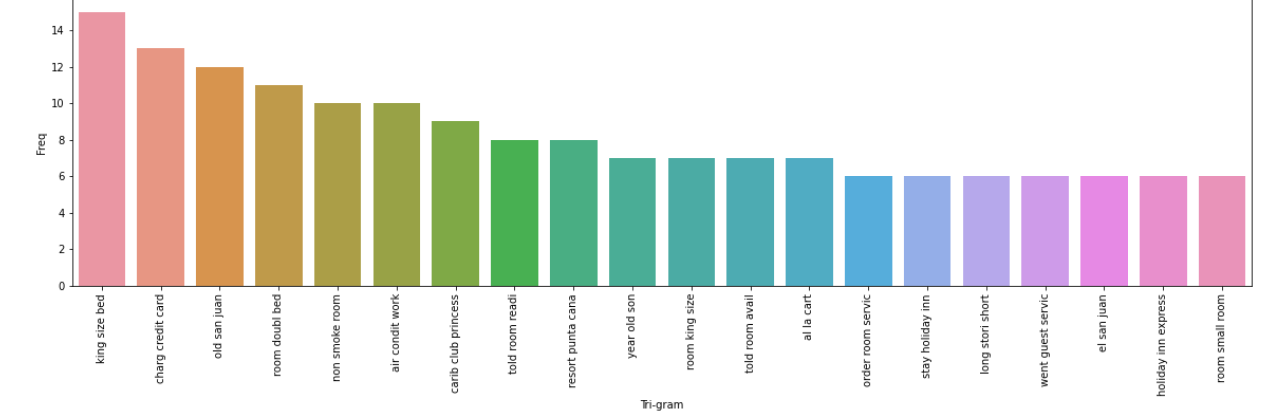 14
12
10
8
6
4
2
0
Freq
king size bed
charg credit card
old san juan
room doubl bed
non smoke room
air condit work
carib club princess
told room readi
resort punta cana
year old son
room king size
told room avail
al la cart
order room servic
stay holiday inn
long stori short
went guest servic
el san juan
holiday inn express
room small room
Tri-gram